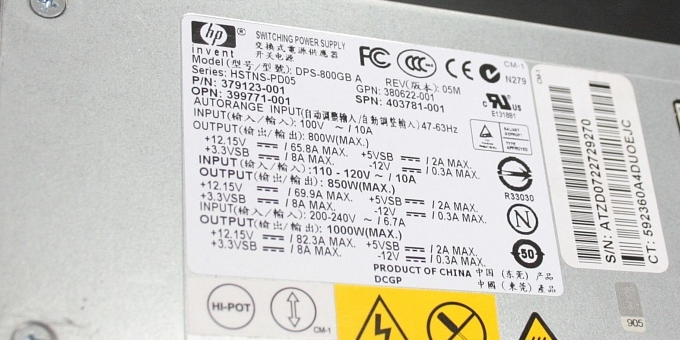 hp
invent
SWITCHING POWER SUPPLY
交換式電源供應器
开关电源
Model(型号/型號): DPS-800GB A
Series: HSTNS-PD05
REV(版本): 05M
P/N: 379123-001
GPN: 380622-001
OPN: 399771-001
SPN: 403781-001
AUTORANGE INPUT(自动调整输入/自動調整輸入)47-63Hz
INPUT(输入/輸入): 100V ~ / 10A
OUTPUT(输出/輸出): 800W(MAX.)
+12.15V / 65.8A MAX. +5VSB / 2A MAX.
+3.3VSB / 8A MAX. -12V / 0.3A MAX.
INPUT(输入/輸入): 110 - 120V ~ / 10A
OUTPUT(输出/輸出): 850W(MAX.)
+12.15V / 69.9A MAX. +5VSB / 2A MAX.
+3.3VSB / 8A MAX. -12V / 0.3A MAX.
INPUT(输入/輸入): 200-240V ~ / 6.7A
OUTPUT(输出/輸出): 1000W(MAX.)
+12.15V / 82.3A MAX. +5VSB / 2A MAX.
+3.3VSB / 8A MAX. -12V / 0.3A MAX.
PRODUCT OF CHINA 中国 (东莞) 产品
DCGP 中國 (東莞) 產品
FC CCC CE
CM-1
N279
c RU US
E131881
R33030
N
50
HI-POT
CM-1
CM-1
S/N: ATZD0722729270
CT: 592360A4DUOEJC
905